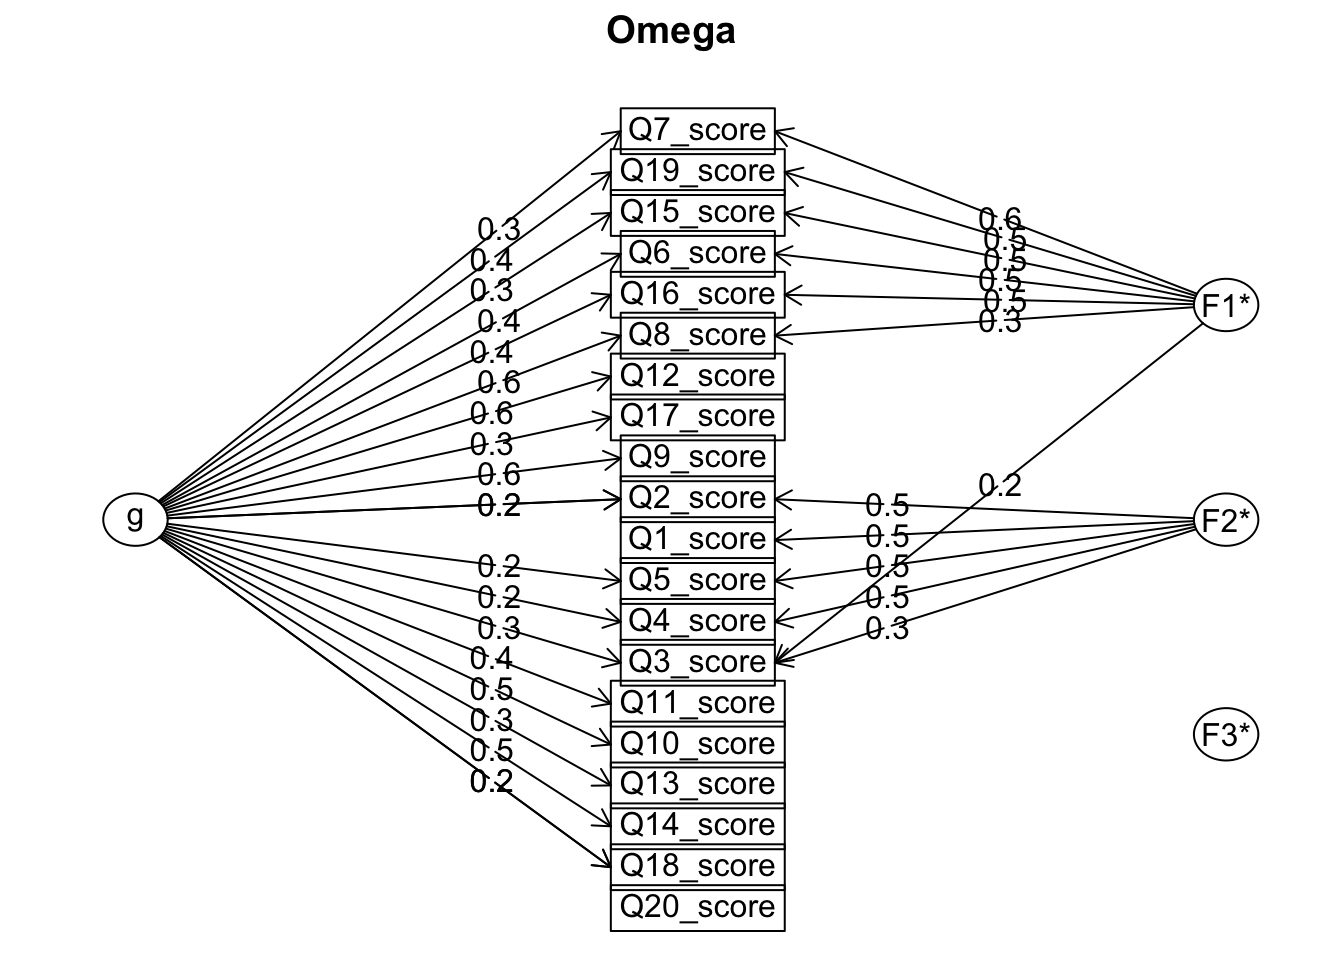 Omega
Q7_score
Q19_score
Q15_score
Q6_score
Q16_score
Q8_score
Q12_score
Q17_score
Q9_score
Q2_score
Q1_score
Q5_score
Q4_score
Q3_score
Q11_score
Q10_score
Q13_score
Q14_score
Q18_score
Q20_score
g
0.3
0.4
0.3
0.4
0.4
0.6
0.6
0.3
0.6
0.2
0.2
0.2
0.3
0.4
0.5
0.3
0.5
0.2
0.6
0.5
0.5
0.5
0.5
0.3
0.2
0.5
0.5
0.5
0.5
0.3
F1*
F2*
F3*